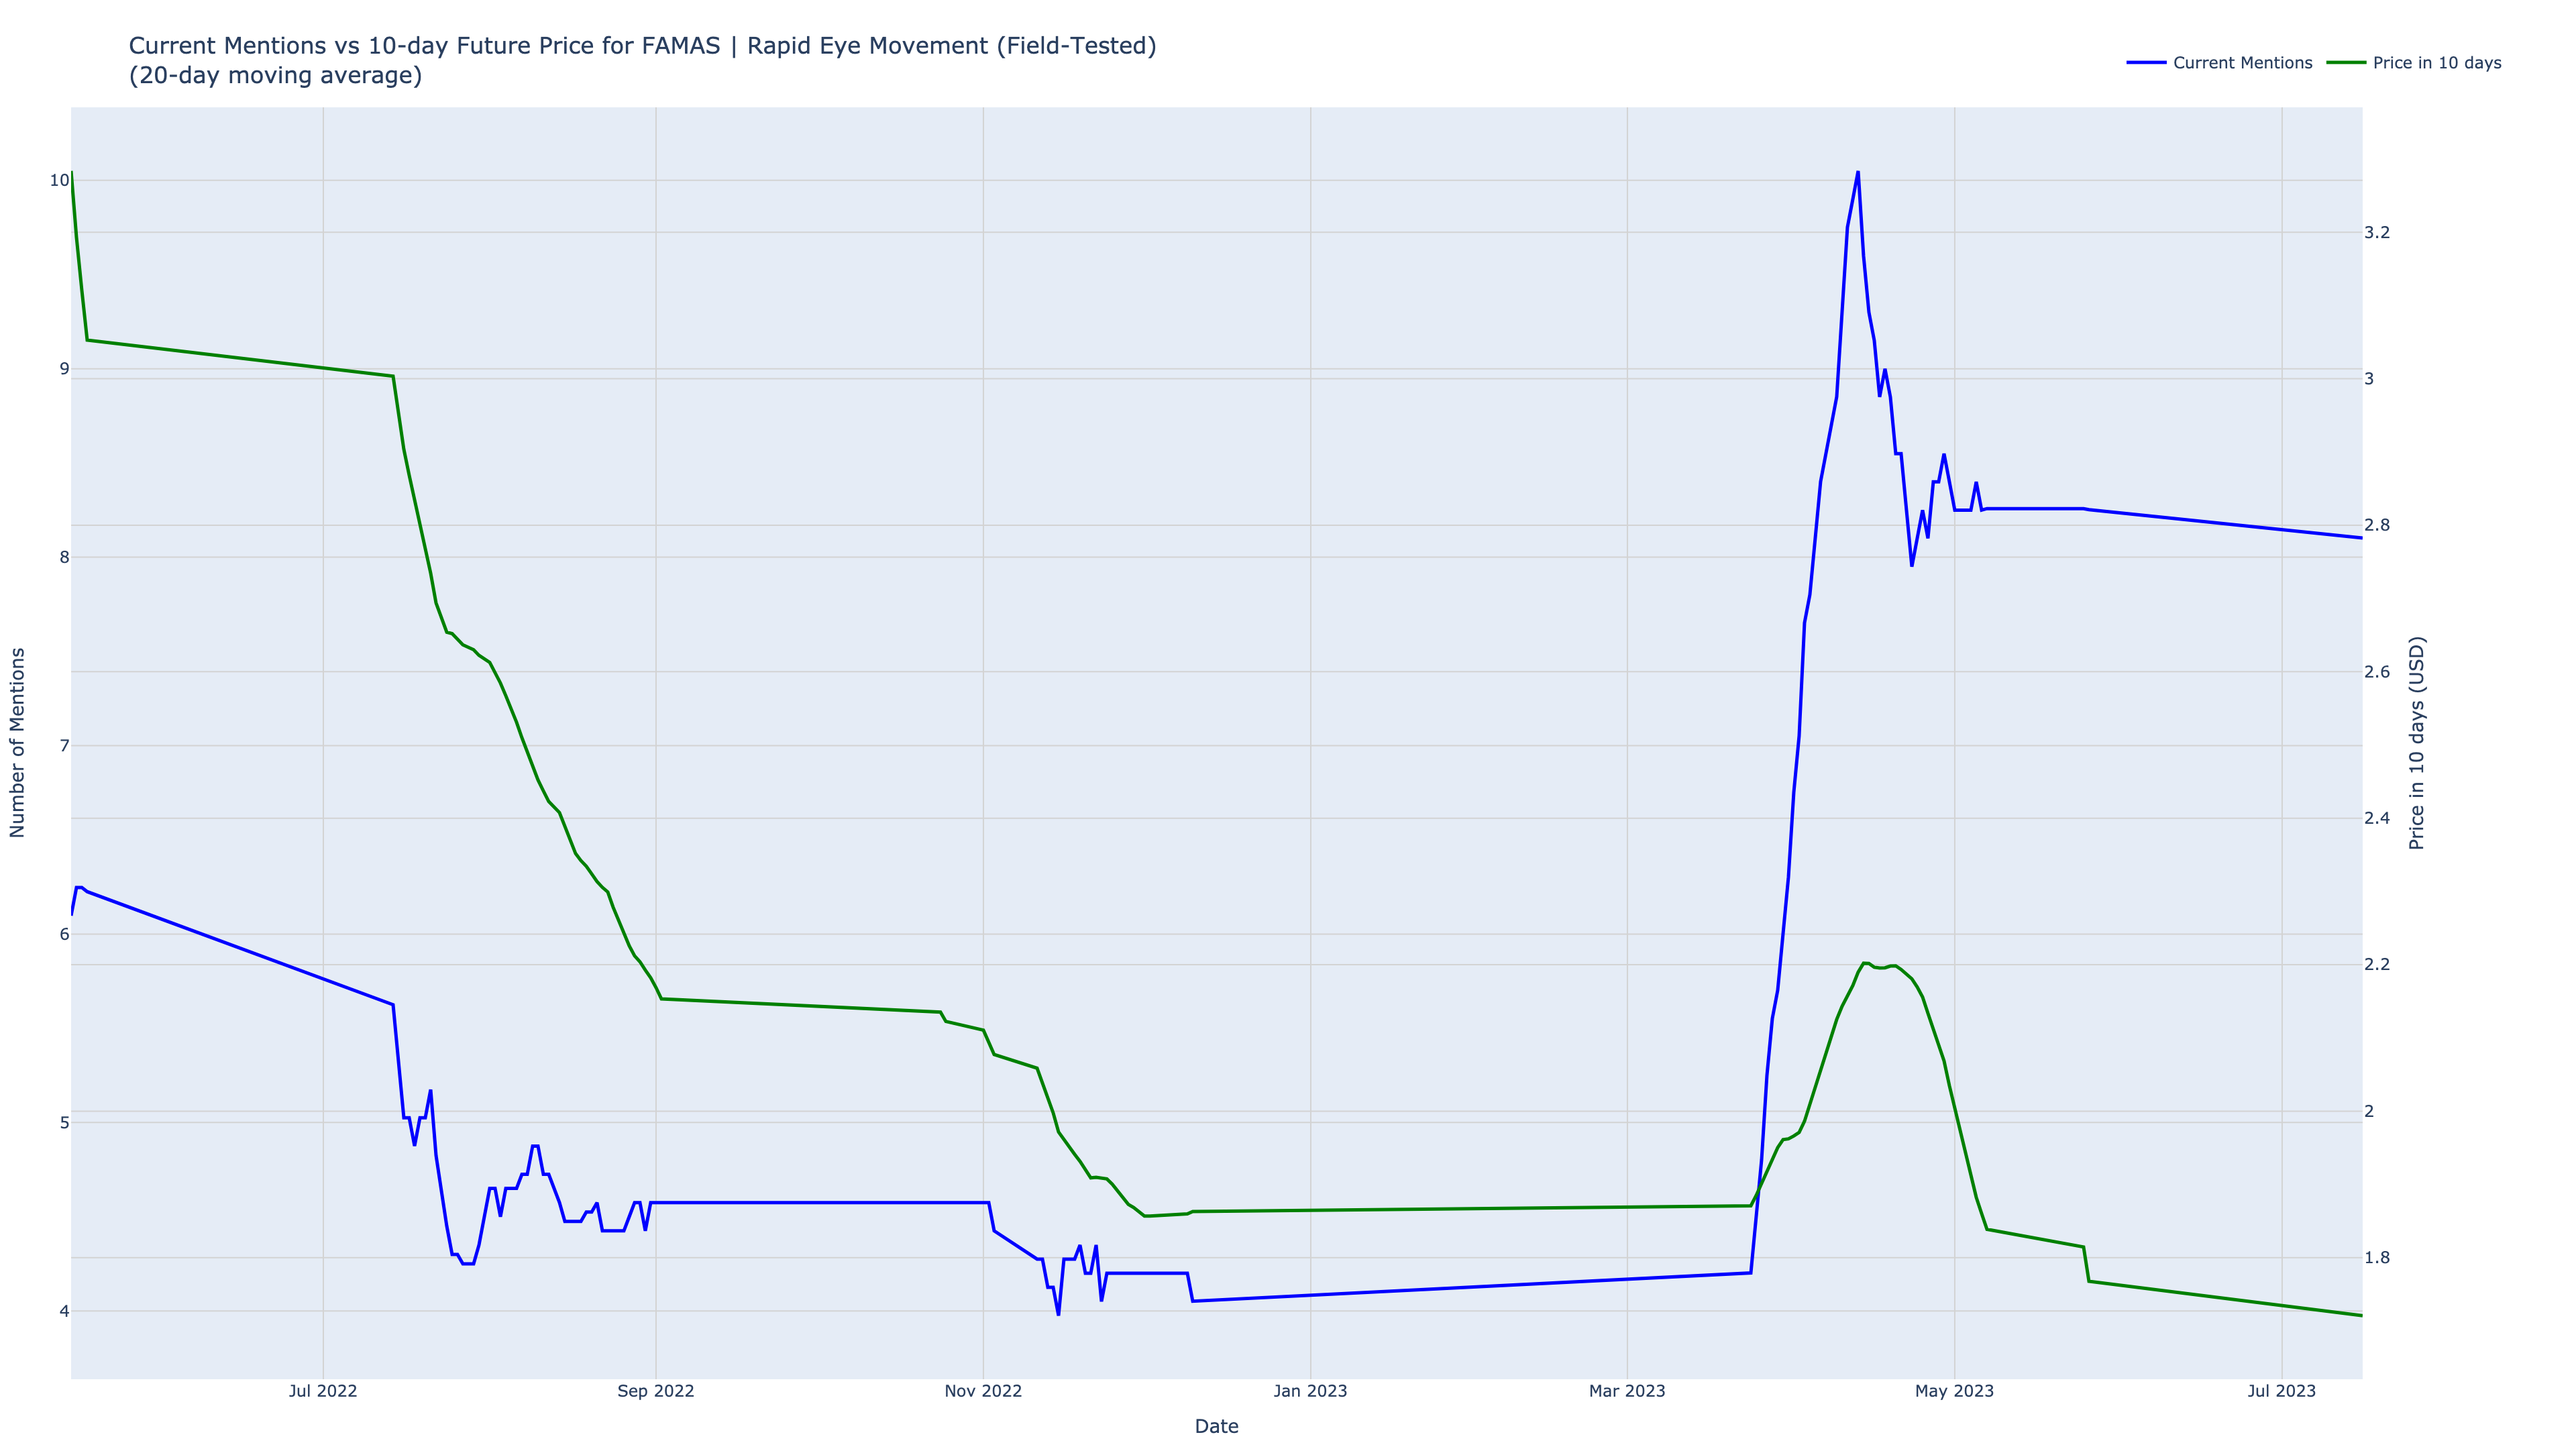 Current Mentions vs 10-day Future Price for FAMAS | Rapid Eye Movement (Field-Tested)
(20-day moving average)
Current Mentions
Price in 10 days
Number of Mentions
10
9
8
7
6
5
4
3.2
3
2.8
2.6
2.4
2.2
2
1.8
Price in 10 days (USD)
Jul 2022
Sep 2022
Nov 2022
Jan 2023
Mar 2023
May 2023
Jul 2023
Date